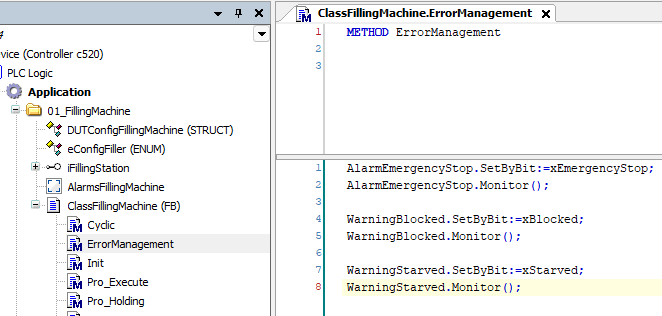 vice (Controller c520)
PLC Logic
Application
01_FillingMachine
DUTConfigFillingMachine (STRUCT)
eConfigFiller (ENUM)
iFillingStation
AlarmsFillingMachine
ClassFillingMachine (FB)
Cyclic
ErrorManagement
Init
Pro_Execute
Pro_Holding
ClassFillingMachine.ErrorManagement
1 METHOD ErrorManagement
2
3
1 AlarmEmergencyStop.SetByBit:=xEmergencyStop;
2 AlarmEmergencyStop.Monitor();
3
4 WarningBlocked.SetByBit:=xBlocked;
5 WarningBlocked.Monitor();
6
7 WarningStarved.SetByBit:=xStarved;
8 WarningStarved.Monitor();